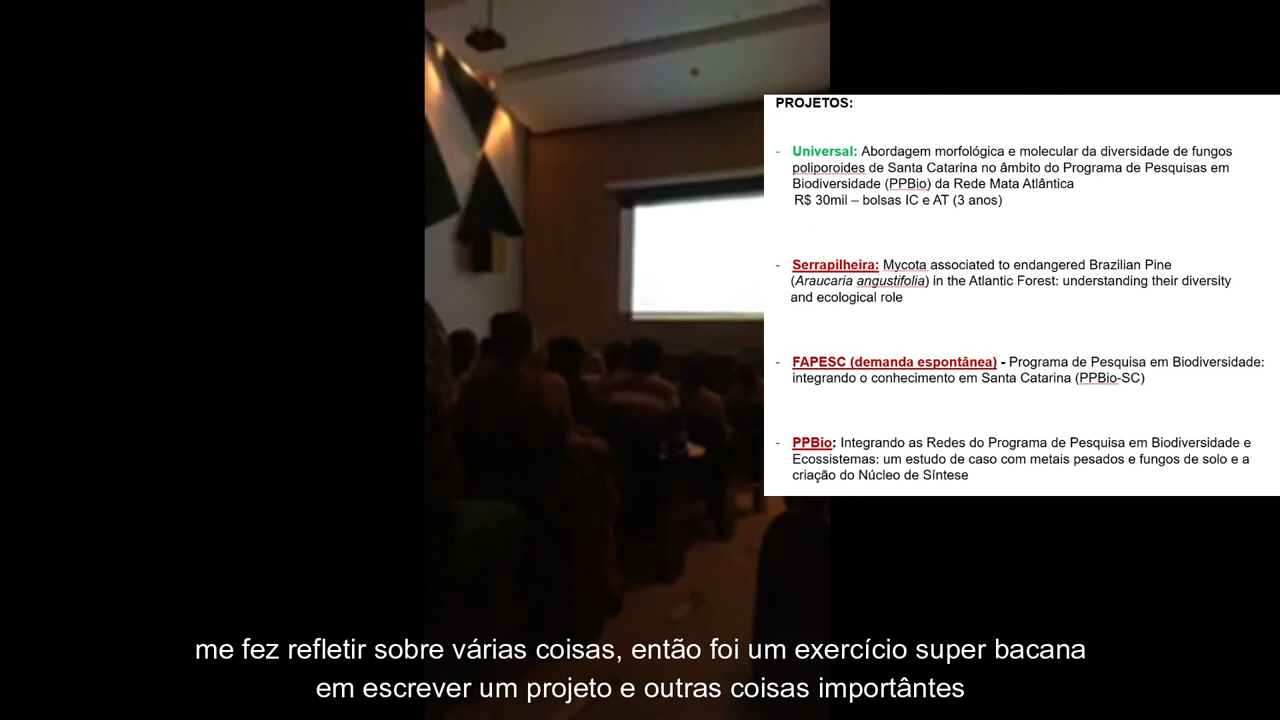 PROJETOS:
- Universal: Abordagem morfológica e molecular da diversidade de fungos
poliporoides de Santa Catarina no âmbito do Programa de Pesquisas em
Biodiversidade (PPBio) da Rede Mata Atlântica
R$ 30mil – bolsas IC e AT (3 anos)
- Serrapilheira: Mycota associated to endangered Brazilian Pine
(Araucaria angustifolia) in the Atlantic Forest: understanding their diversity
and ecological role
- FAPESC (demanda espontânea) - Programa de Pesquisa em Biodiversidade:
integrando o conhecimento em Santa Catarina (PPBio-SC)
- PPBio: Integrando as Redes do Programa de Pesquisa em Biodiversidade e
Ecossistemas: um estudo de caso com metais pesados e fungos de solo e a
criação do Núcleo de Síntese
me fez refletir sobre várias coisas, então foi um exercício super bacana
em escrever um projeto e outras coisas importântes